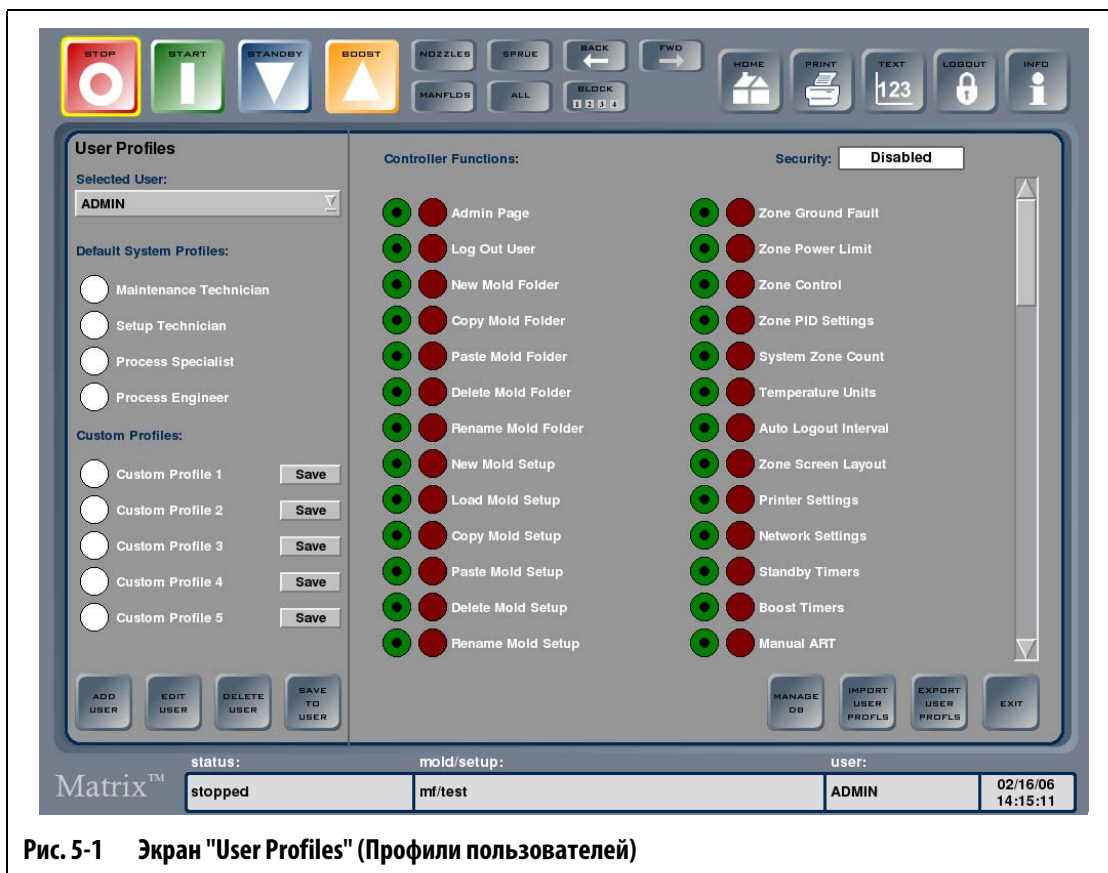 STOP
START
STANDBY
BOOST
NOZZLES
SPRUE
BACK
FWD
MANFLDS
ALL
BLOCK
1 2 3 4
HOME
PRINT
TEXT
123
LOGOUT
INFO
User Profiles
Selected User:
ADMIN
Default System Profiles:
Maintenance Technician
Setup Technician
Process Specialist
Process Engineer
Custom Profiles:
Custom Profile 1 Save
Custom Profile 2 Save
Custom Profile 3 Save
Custom Profile 4 Save
Custom Profile 5 Save
ADD USER
EDIT USER
DELETE USER
SAVE TO USER
Controller Functions:
Security: Disabled
Admin Page
Log Out User
New Mold Folder
Copy Mold Folder
Paste Mold Folder
Delete Mold Folder
Rename Mold Folder
New Mold Setup
Load Mold Setup
Copy Mold Setup
Paste Mold Setup
Delete Mold Setup
Rename Mold Setup
Zone Ground Fault
Zone Power Limit
Zone Control
Zone PID Settings
System Zone Count
Temperature Units
Auto Logout Interval
Zone Screen Layout
Printer Settings
Network Settings
Standby Timers
Boost Timers
Manual ART
MANAGE DB
IMPORT USER PROFLS
EXPORT USER PROFLS
EXIT
Matrix™
status:
stopped
mold/setup:
mf/test
user:
ADMIN
02/16/06
14:15:11
Рис. 5-1 Экран "User Profiles" (Профили пользователей)